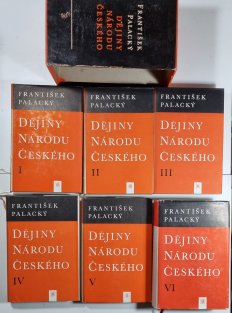 FRANTIŠEK
PALACKÝ
DĚJINY
NÁRODU
ČESKÉHO
FRANTIŠEK
PALACKÝ
DĚJINY
NÁRODU
ČESKÉHO
I
FRANTIŠEK
PALACKÝ
DĚJINY
NÁRODU
ČESKÉHO
II
FRANTIŠEK
PALACKÝ
DĚJINY
NÁRODU
ČESKÉHO
III
FRANTIŠEK
PALACKÝ
DĚJINY
NÁRODU
ČESKÉHO
IV
FRANTIŠEK
PALACKÝ
DĚJINY
NÁRODU
ČESKÉHO
V
FRANTIŠEK
PALACKÝ
DĚJINY
NÁRODU
ČESKÉHO
VI